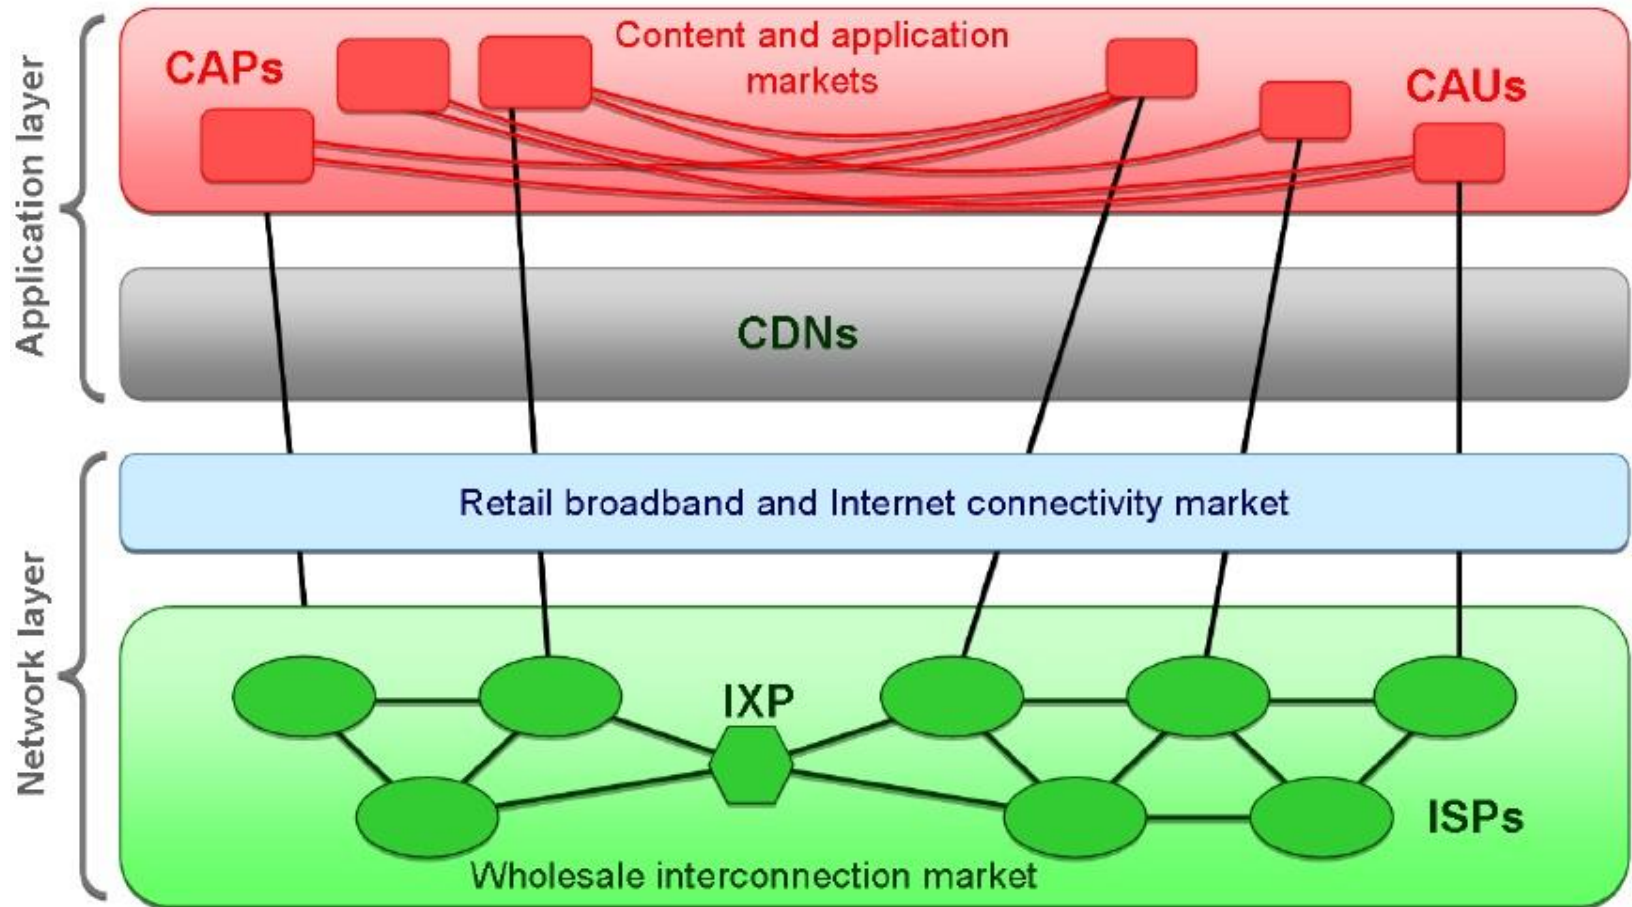 Application layer
CAPs
Content and application
markets
CAUs
CDNs
Network layer
Retail broadband and Internet connectivity market
IXP
ISPs
Wholesale interconnection market